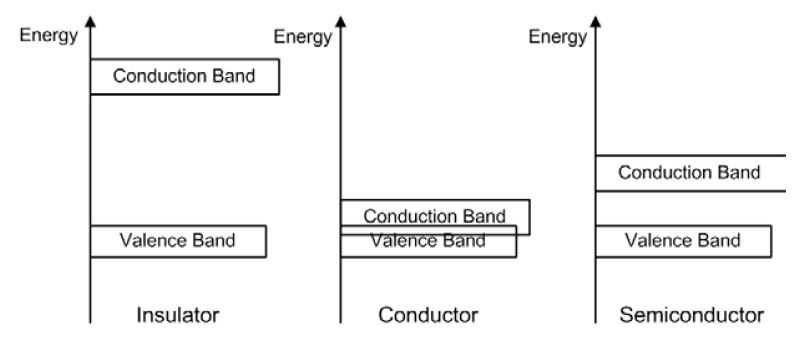 Energy
Conduction Band
Valence Band
Insulator
Energy
Conduction Band
Valence Band
Conductor
Energy
Conduction Band
Valence Band
Semiconductor